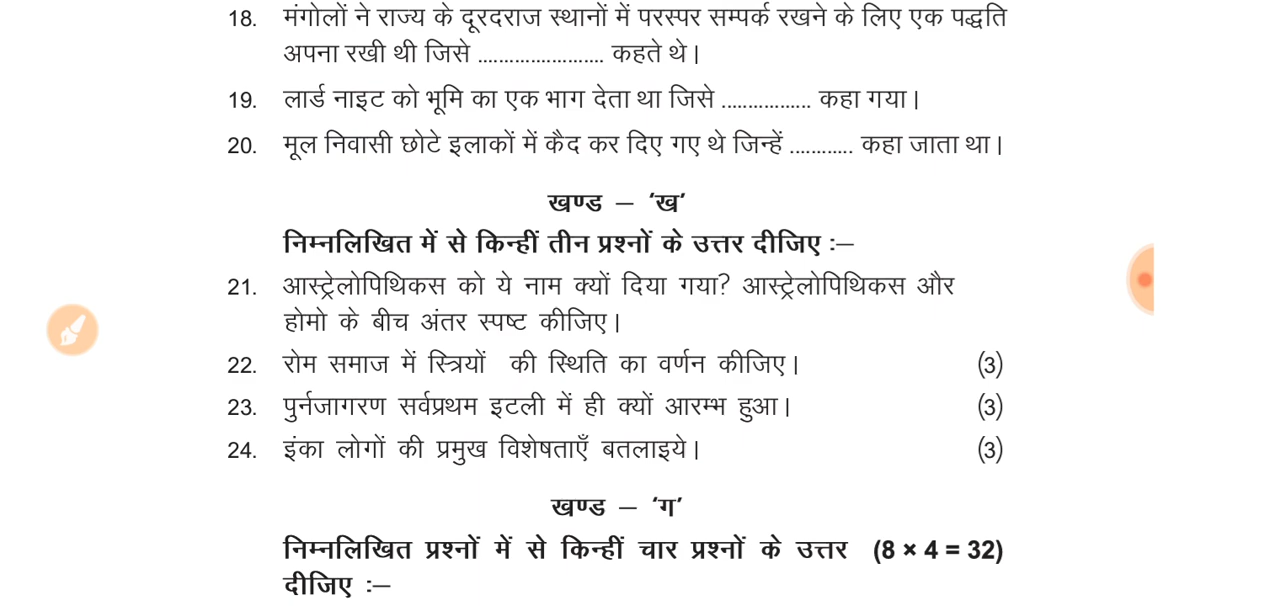 18. मंगोलों ने राज्य के दूरदराज स्थानों में परस्पर सम्पर्क रखने के लिए एक पद्धति
अपना रखी थी जिसे ........................ कहते थे।
19. लार्ड नाइट को भूमि का एक भाग देता था जिसे ................. कहा गया।
20. मूल निवासी छोटे इलाकों में कैद कर दिए गए थे जिन्हें ............ कहा जाता था।
खण्ड – 'ख'
निम्नलिखित में से किन्हीं तीन प्रश्नों के उत्तर दीजिए :–
21. आस्ट्रेलोपिथिकस को ये नाम क्यों दिया गया? आस्ट्रेलोपिथिकस और
होमो के बीच अंतर स्पष्ट कीजिए।
22. रोम समाज में स्त्रियों की स्थिति का वर्णन कीजिए। (3)
23. पुर्नजागरण सर्वप्रथम इटली में ही क्यों आरम्भ हुआ। (3)
24. इंका लोगों की प्रमुख विशेषताएँ बतलाइये। (3)
खण्ड – 'ग'
निम्नलिखित प्रश्नों में से किन्हीं चार प्रश्नों के उत्तर (8 × 4 = 32)
दीजिए :–